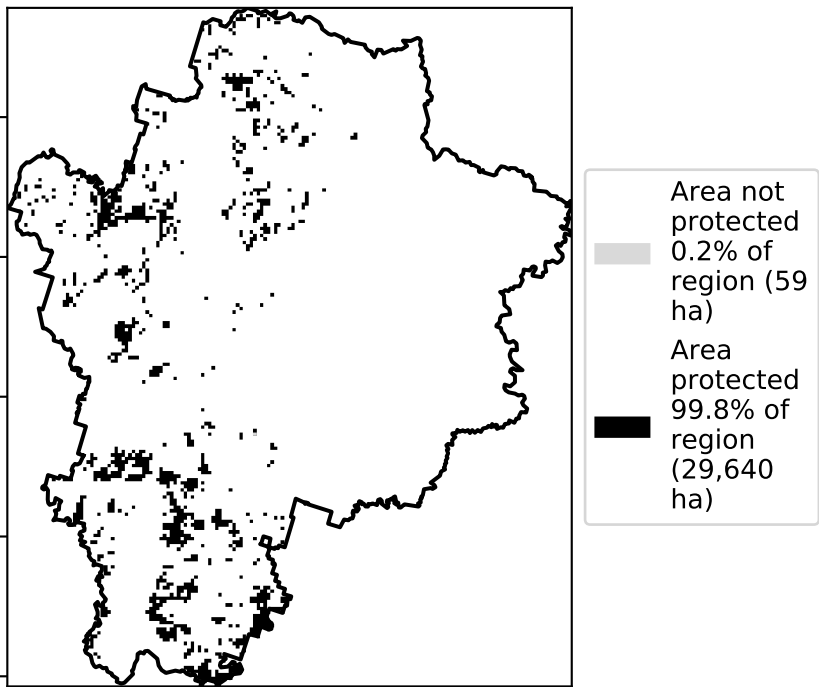 Area not
protected
0.2% of
region (59
ha)
Area
protected
99.8% of
region
(29,640
ha)